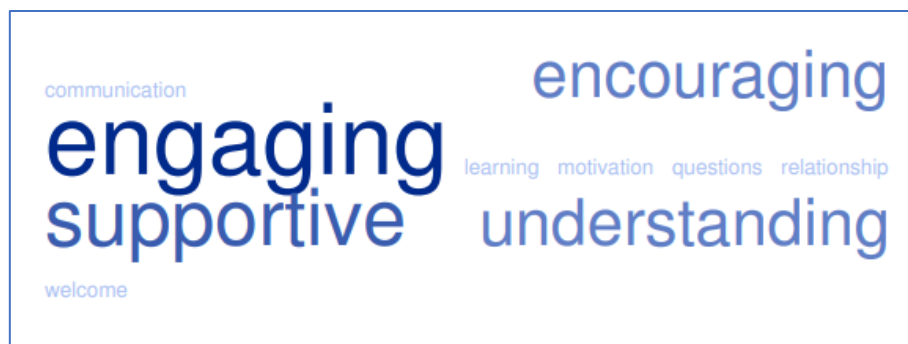 communication
encouraging
engaging
learning motivation questions relationship
supportive
understanding
welcome